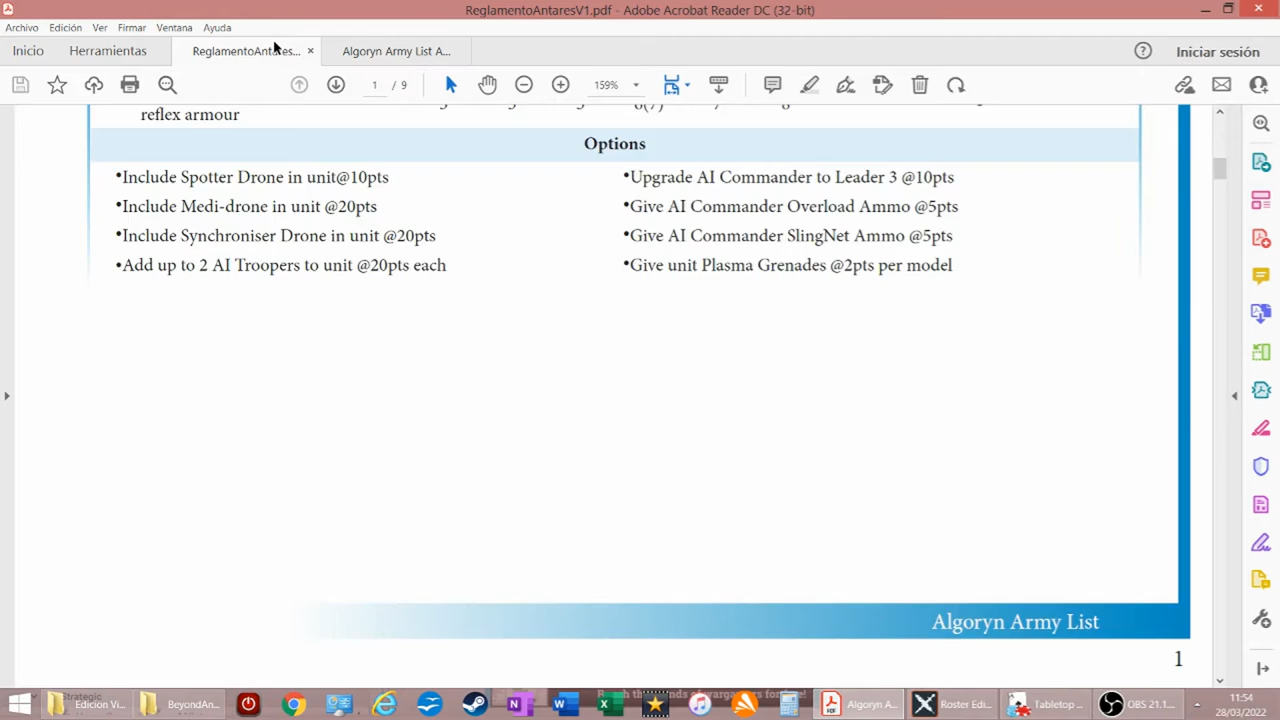 ReglamentoAntaresV1.pdf - Adobe Acrobat Reader DC (32-bit)
Archivo Edición Ver Firmar Ventana Ayuda
Inicio Herramientas ReglamentoAntares... × Algoryn Army List A... Iniciar sesión
1 / 9 159%
reflex armour
Options
•Include Spotter Drone in unit@10pts
•Include Medi-drone in unit @20pts
•Include Synchroniser Drone in unit @20pts
•Add up to 2 AI Troopers to unit @20pts each
•Upgrade AI Commander to Leader 3 @10pts
•Give AI Commander Overload Ammo @5pts
•Give AI Commander SlingNet Ammo @5pts
•Give unit Plasma Grenades @2pts per model
Algoryn Army List
1
Strategic
Edicion Vi... BeyondAn... Algoryn A... Roster Edi... Tabletop ... OBS 21.1...
11:54
28/03/2022